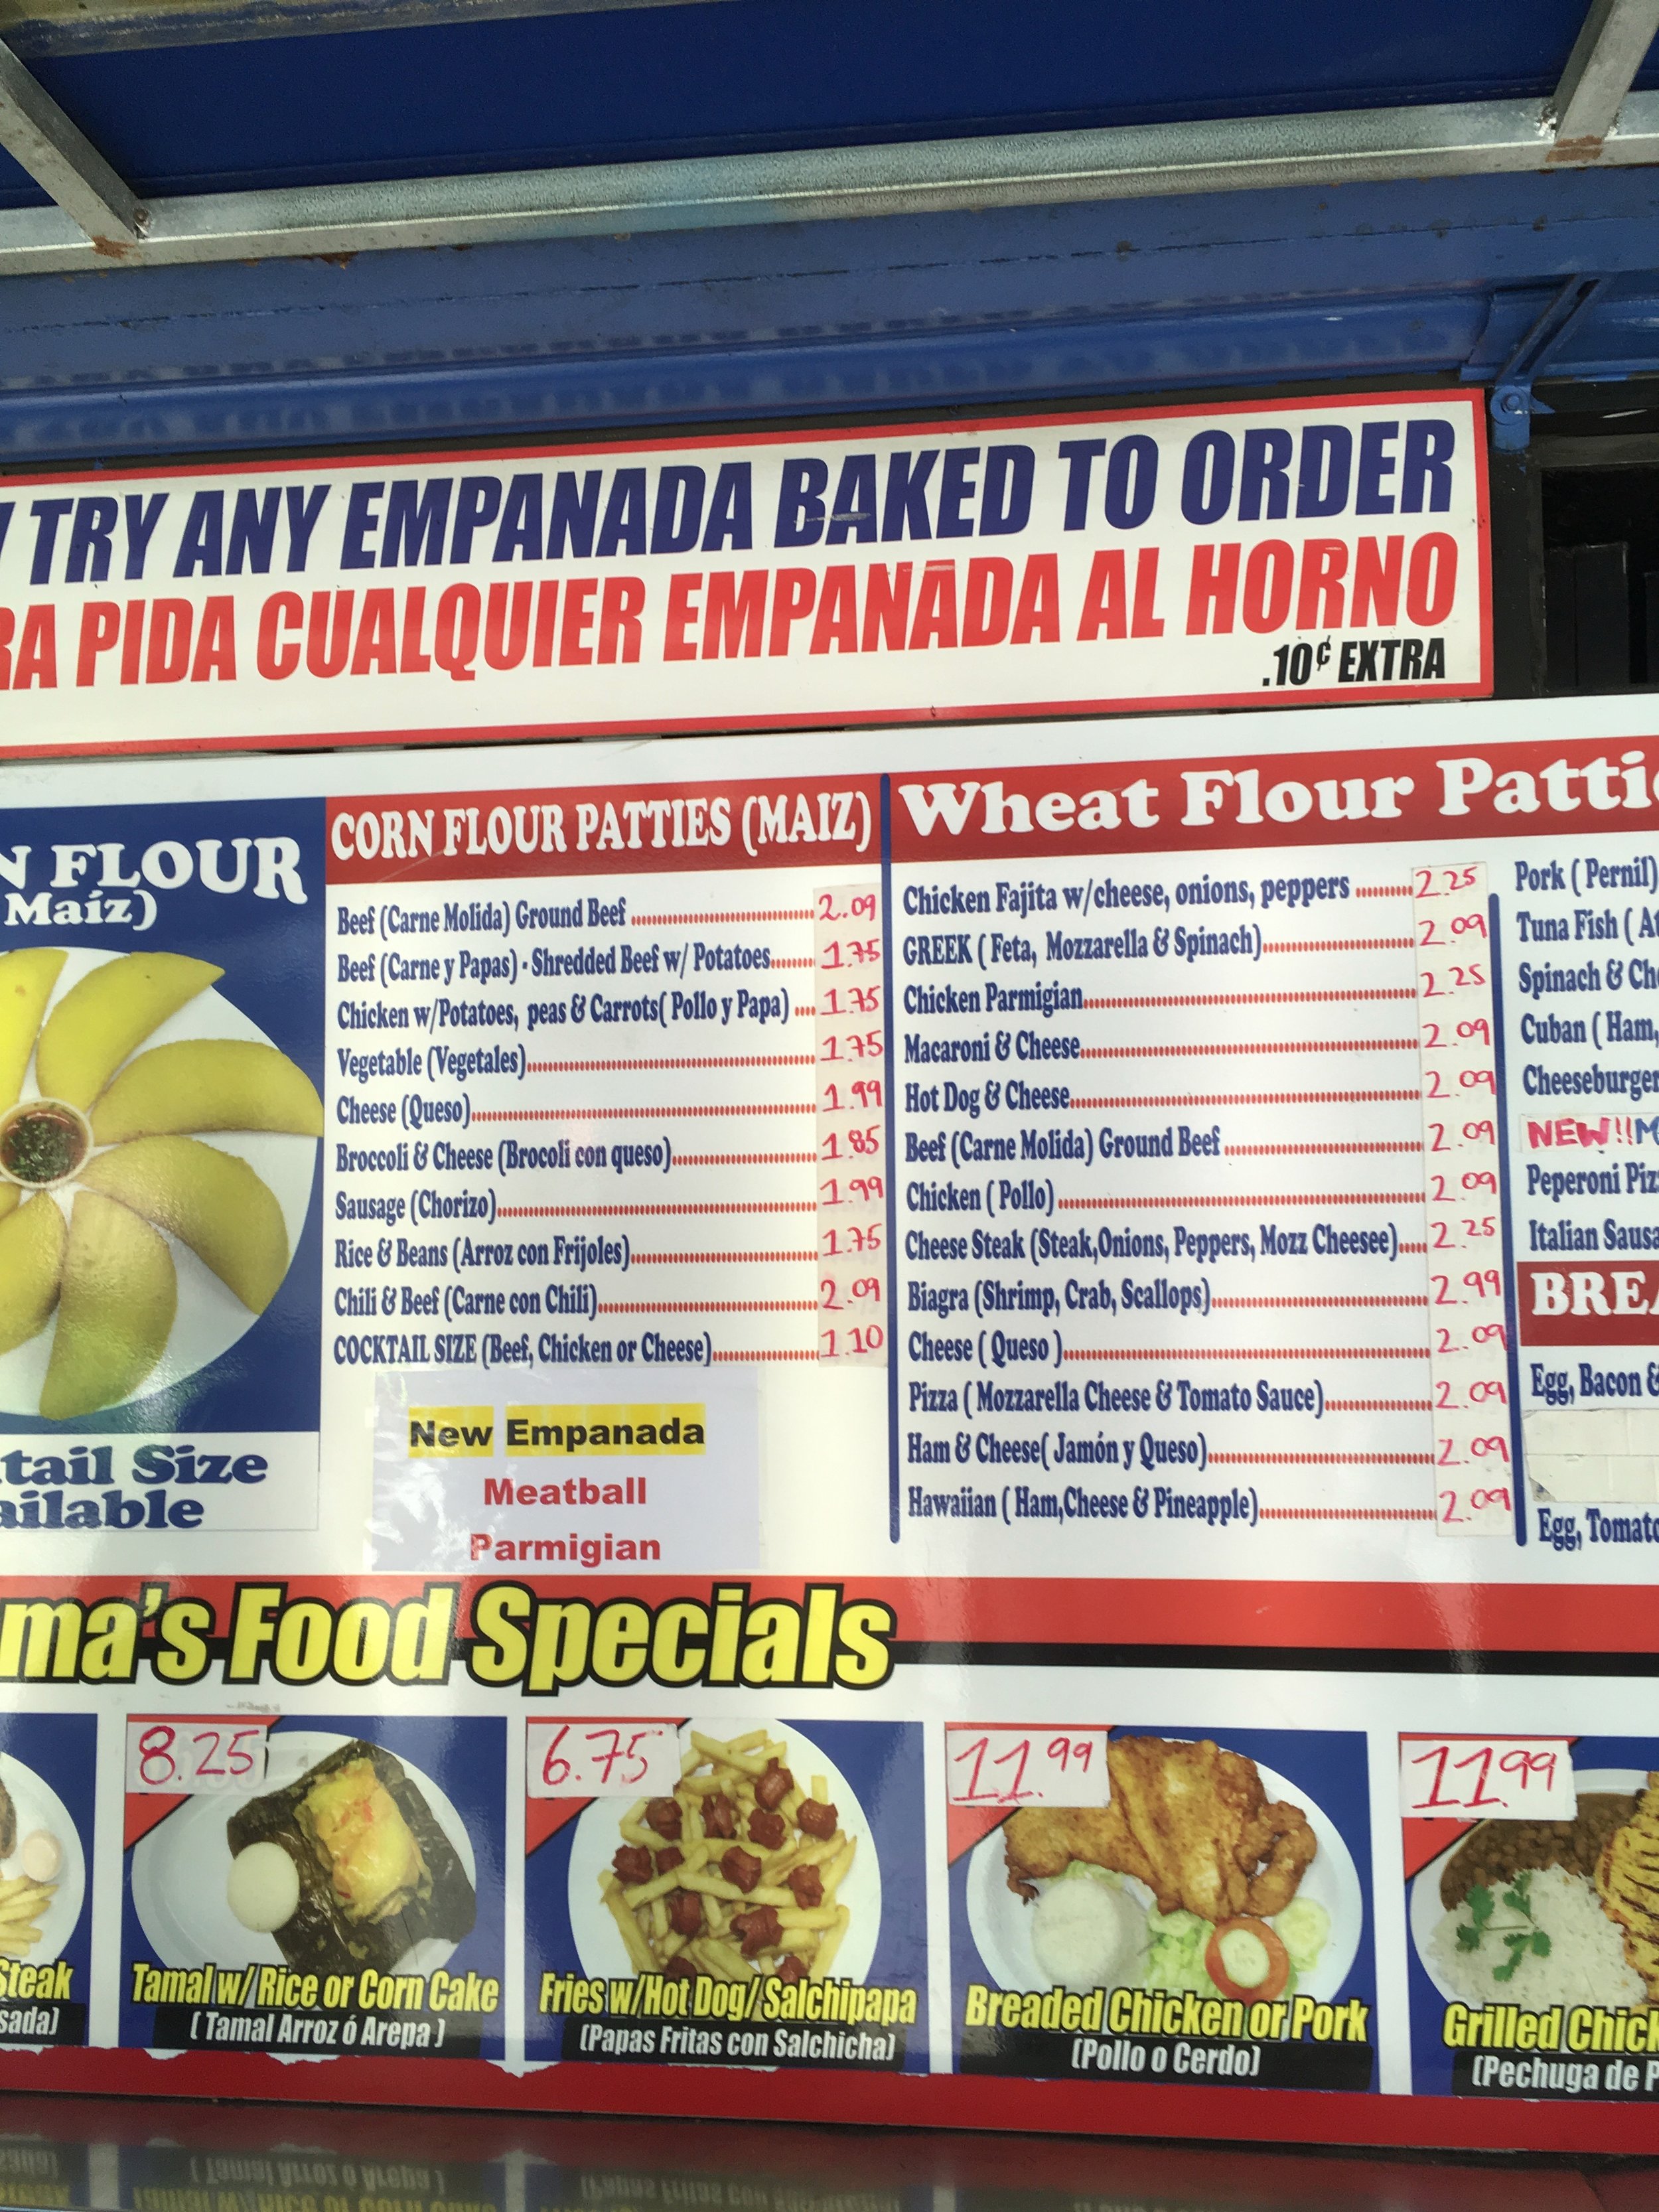 TRY ANY EMPANADA BAKED TO ORDER
PIDA CUALQUIER EMPANADA AL HORNO
.10¢ EXTRA
FLOUR
Maíz)
CORN FLOUR PATTIES (MAIZ)
Beef (Carne Molida) Ground Beef 2.09
Beef (Carne y Papas) - Shredded Beef w/ Potatoes 1.75
Chicken w/Potatoes, peas & Carrots( Pollo y Papa) 1.75
Vegetable (Vegetales) 1.75
Cheese (Queso) 1.99
Broccoli & Cheese (Brocoli con queso) 1.85
Sausage (Chorizo) 1.99
Rice & Beans (Arroz con Frijoles) 1.75
Chili & Beef (Carne con Chili) 2.09
COCKTAIL SIZE (Beef, Chicken or Cheese) 1.10
New Empanada
Meatball
Parmigian
tail Size
ailable
Wheat Flour Pattie
Chicken Fajita w/cheese, onions, peppers 2.25
GREEK ( Feta, Mozzarella & Spinach) 2.09
Chicken Parmigian 2.25
Macaroni & Cheese 2.09
Hot Dog & Cheese 2.09
Beef (Carne Molida) Ground Beef 2.09
Chicken ( Pollo) 2.09
Cheese Steak (Steak,Onions, Peppers, Mozz Cheesee) 2.25
Biagra (Shrimp, Crab, Scallops) 2.99
Cheese ( Queso ) 2.09
Pizza ( Mozzarella Cheese & Tomato Sauce) 2.09
Ham & Cheese( Jamón y Queso) 2.09
Hawaiian ( Ham,Cheese & Pineapple) 2.09
Pork ( Pernil)
Tuna Fish ( At
Spinach & Che
Cuban ( Ham,
Cheeseburger
NEW!!
Peperoni Piz
Italian Sausa
BREA
Egg, Bacon &
Egg, Tomato
ma's Food Specials
Steak
sada)
8.25
Tamal w/ Rice or Corn Cake
( Tamal Arroz ó Arepa )
6.75
Fries w/Hot Dog/ Salchipapa
(Papas Fritas con Salchicha)
11.99
Breaded Chicken or Pork
(Pollo o Cerdo)
11.99
Grilled Chick
(Pechuga de P